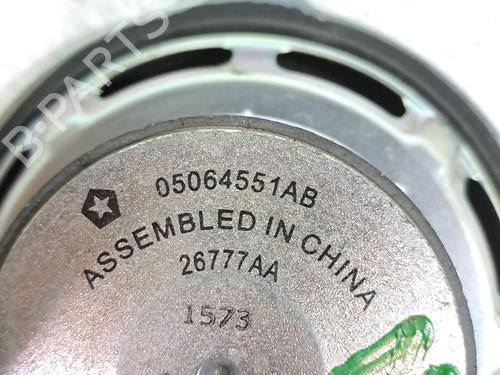 B-PARTS
05064551AB
ASSEMBLED IN CHINA
26777AA
1573